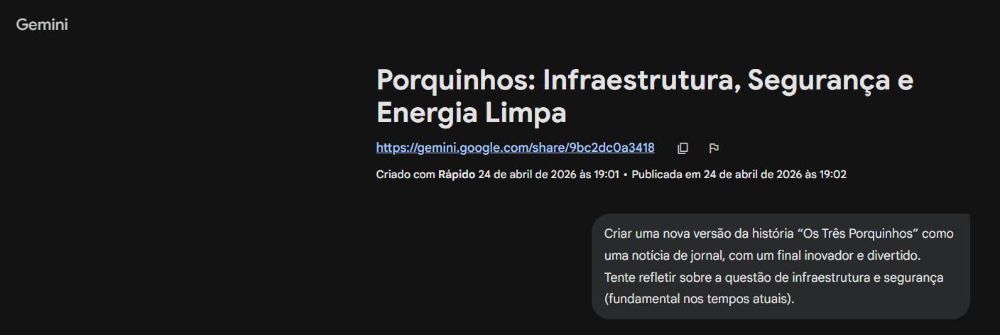 Gemini
Porquinhos: Infraestrutura, Segurança e
Energia Limpa
https://gemini.google.com/share/9bc2dc0a3418
Criado com Rápido 24 de abril de 2026 às 19:01 • Publicada em 24 de abril de 2026 às 19:02
Criar uma nova versão da história “Os Três Porquinhos” como
uma notícia de jornal, com um final inovador e divertido.
Tente refletir sobre a questão de infraestrutura e segurança
(fundamental nos tempos atuais).